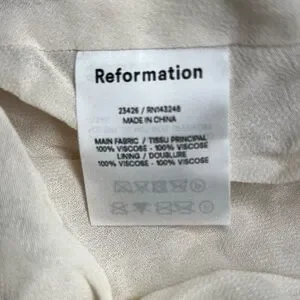 Reformation
23426 / RN143248
MADE IN CHINA
MAIN FABRIC / TISSU PRINCIPAL
100% VISCOSE - 100% VISCOSE
LINING / DOUBLURE
100% VISCOSE - 100% VISCOSE